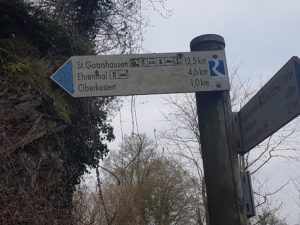 St. Goarshausen 12,5 km
Ehrenthal 4,6 km
Oberkestert 1,0 km
R